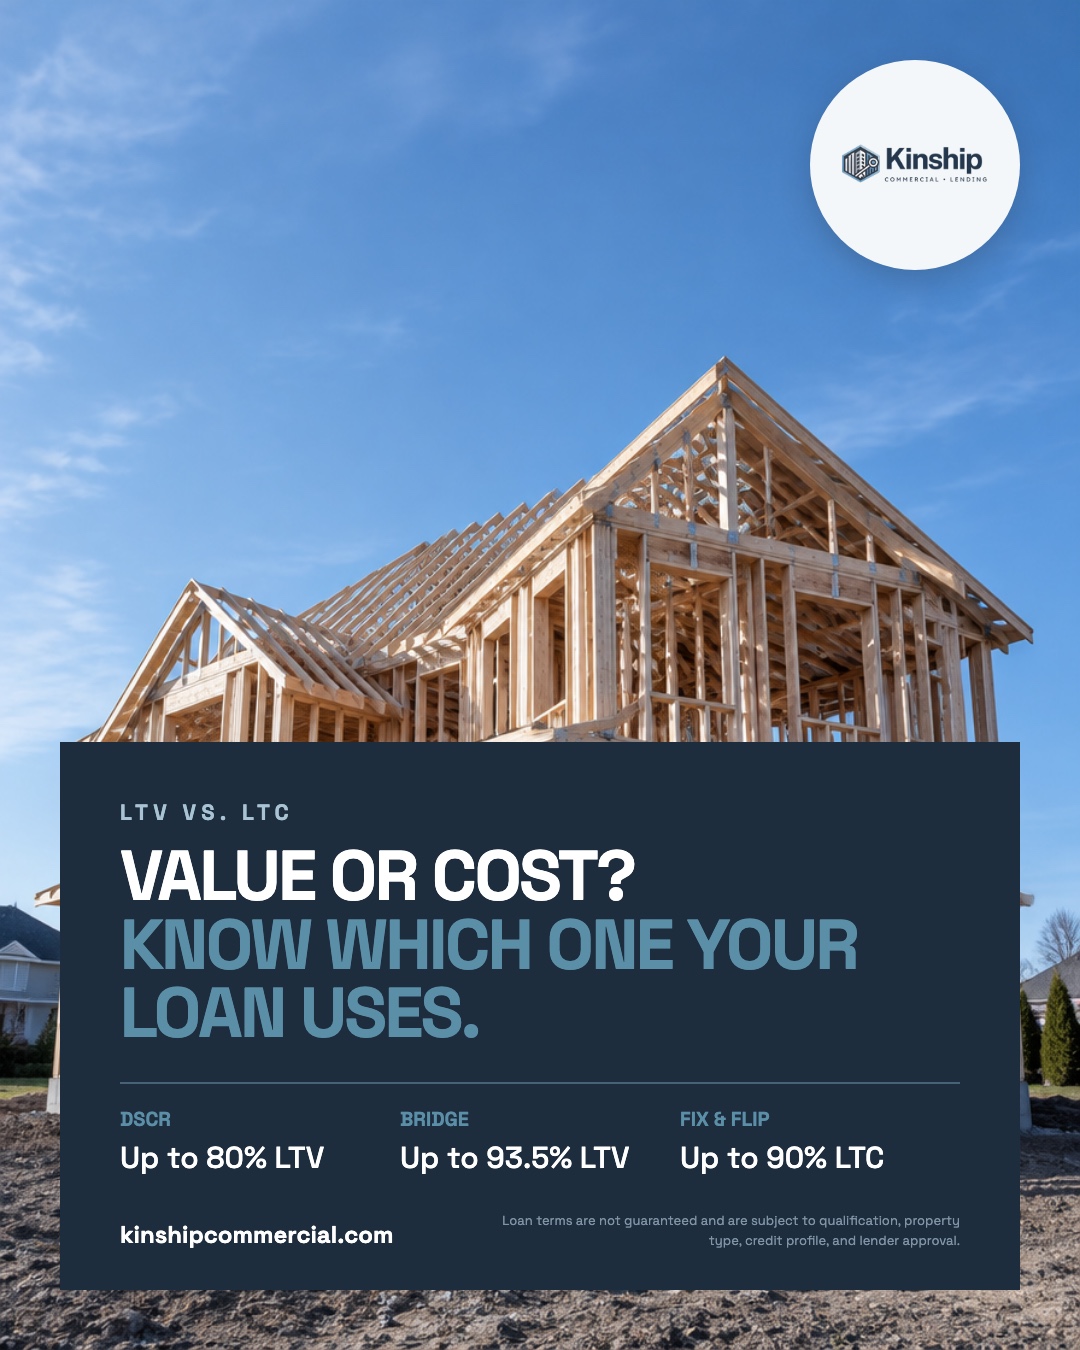 Kinship
COMMERCIAL • LENDING
LTV VS. LTC
VALUE OR COST?
KNOW WHICH ONE YOUR
LOAN USES.
DSCR
Up to 80% LTV
BRIDGE
Up to 93.5% LTV
FIX & FLIP
Up to 90% LTC
kinshipcommercial.com
Loan terms are not guaranteed and are subject to qualification, property
type, credit profile, and lender approval.